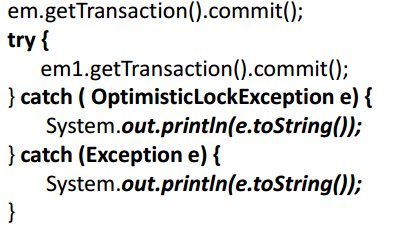 em.getTransaction().commit();
try {
em1.getTransaction().commit();
} catch ( OptimisticLockException e) {
System.out.println(e.toString());
} catch (Exception e) {
System.out.println(e.toString());
}